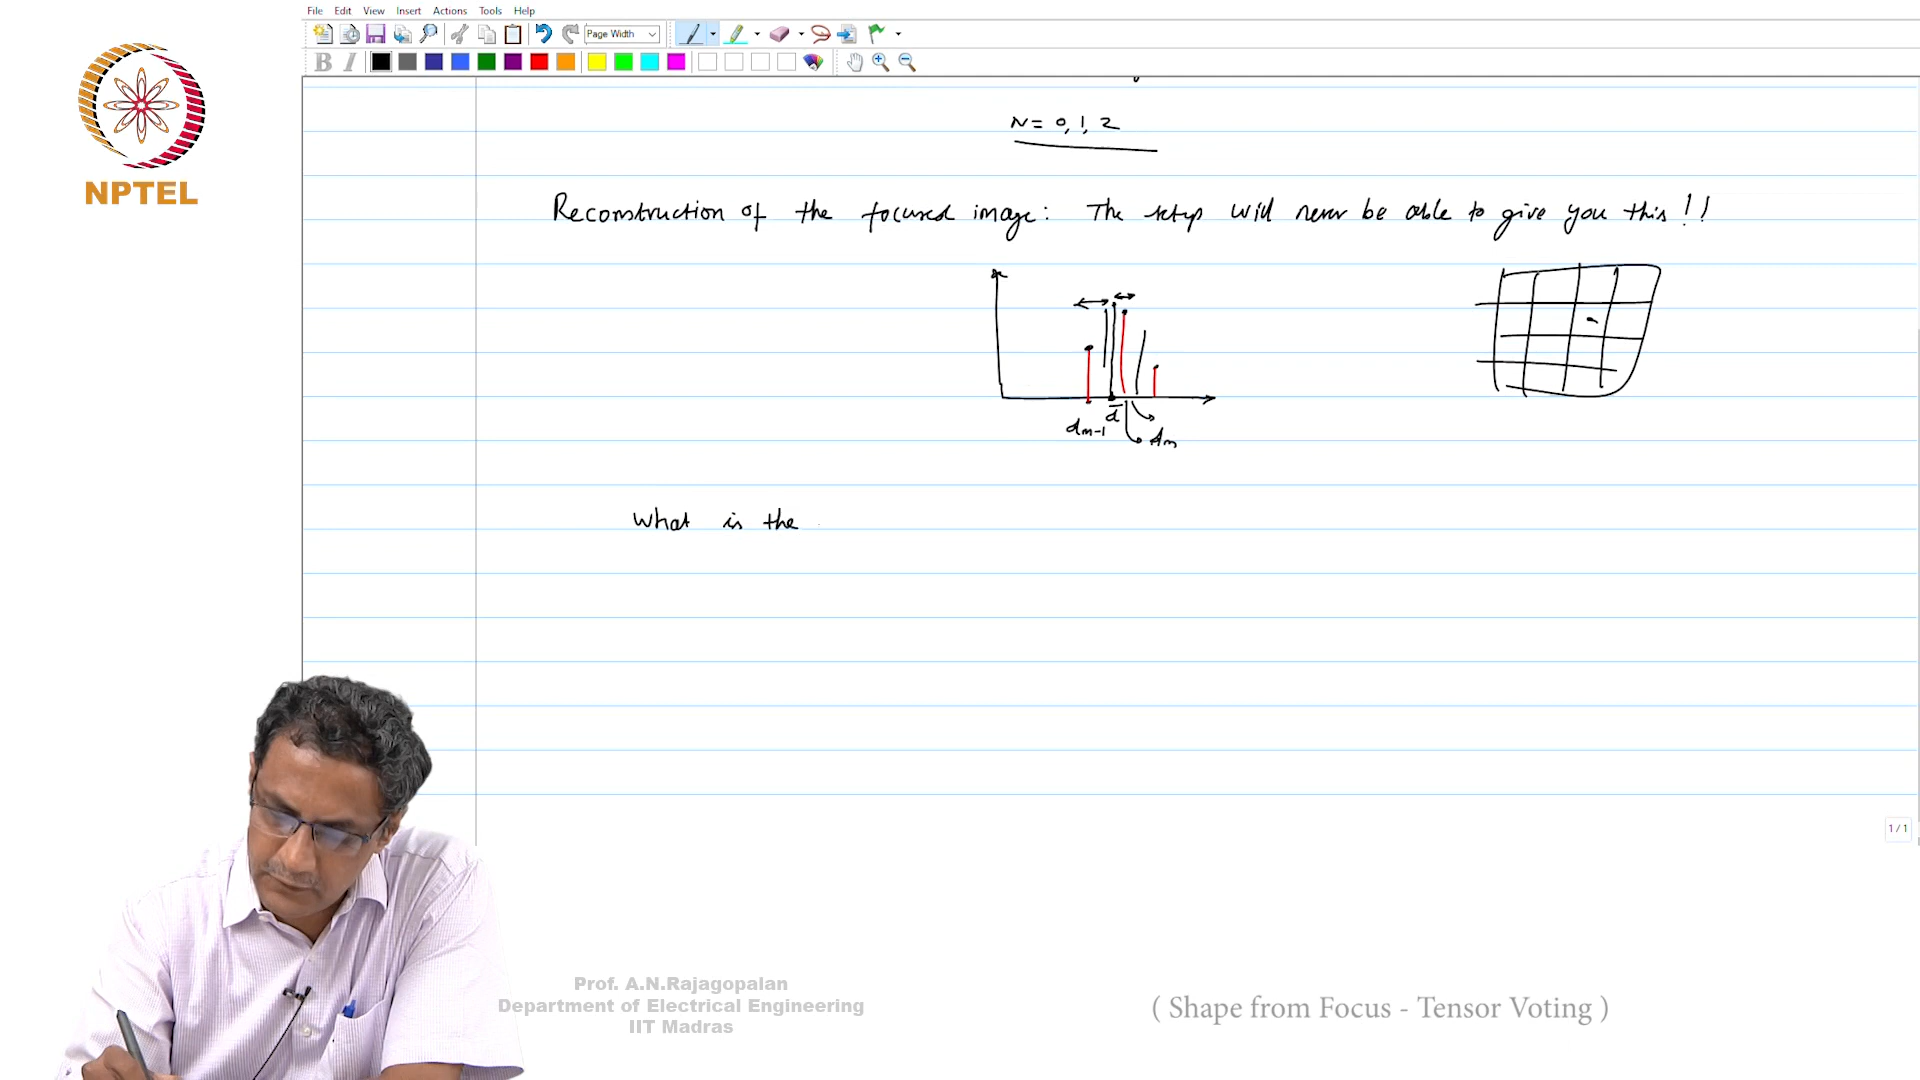 File Edit View Insert Actions Tools Help
Page Width
B I
NPTEL
N = 0, 1, 2
Reconstruction of the focused image: The setup will never be able to give you this!!
d̄
dm-1
dm
What is the
1 / 1
Prof. A.N.Rajagopalan
Department of Electrical Engineering
IIT Madras
( Shape from Focus - Tensor Voting )